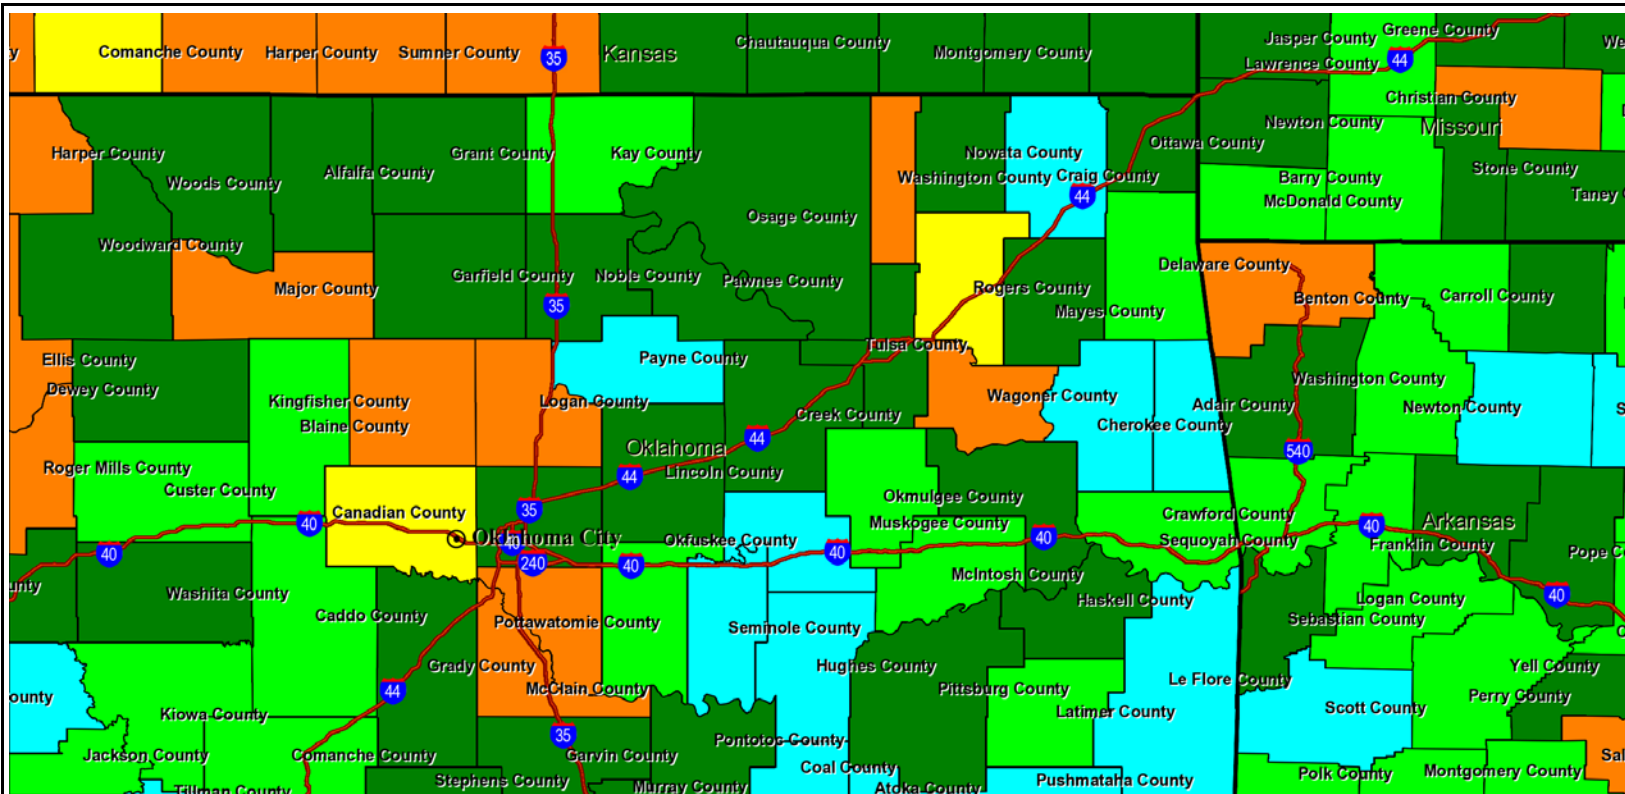 Greene County
Jasper County
We
Chautauqua County
y
Comanche County
Harper County
Sumner County
35
Kansas
Montgomery County
Lawrence County
44
Christian County
Newton County
Missouri
Harper County
Grant County
Kay County
Nowata County
Ottawa County
Woods County
Alfalfa County
Washington County
Craig County
Barry County
Stone County
44
McDonald County
Taney
Osage County
Woodward County
Garfield County
Noble County
Pawnee County
Delaware County
Major County
Rogers County
Benton County
Carroll County
35
Mayes County
Ellis County
Payne County
Tulsa County
Dewey County
Washington County
Kingfisher County
Logan County
Wagoner County
Adair County
Newton County
S
Blaine County
Creek County
Cherokee County
44
Oklahoma
540
Roger Mills County
44
Lincoln County
Custer County
Okmulgee County
Canadian County
35
Muskogee County
Crawford County
Arkansas
40
Oklahoma City
40
Okfuskee County
40
Sequoyah County
40
Franklin County
40
240
40
40
Pope Co
McIntosh County
unty
Washita County
Haskell County
Logan County
40
Caddo County
Pottawatomie County
Seminole County
Sebastian County
C
Grady County
Hughes County
Yell County
44
McClain County
Pittsburg County
Le Flore County
Perry County
ounty
Kiowa County
Latimer County
Scott County
35
Pontotoc County
Jackson County
Comanche County
Garvin County
Sal
Coal County
Polk County
Montgomery County
Stephens County
Pushmataha County
Tillman County
Murray County
Atoka County